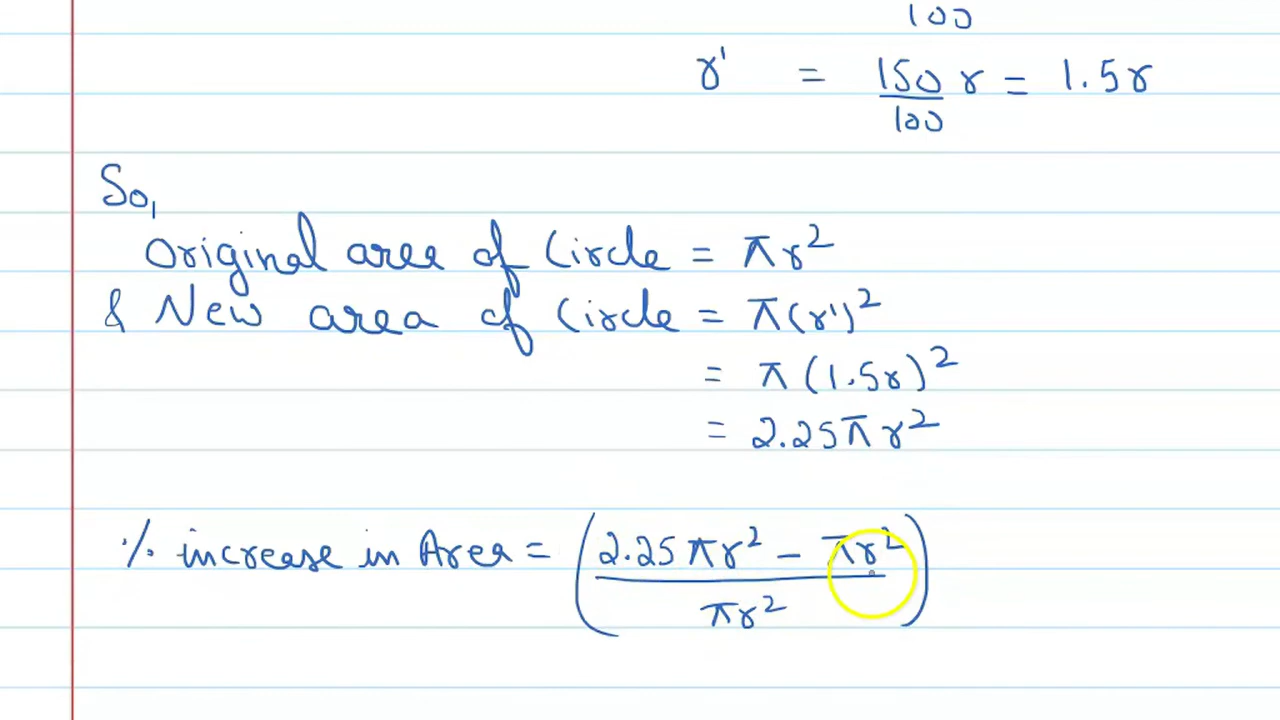 100
r' = 150/100 r = 1.5r
So,
Original area of Circle = πr²
& New area of Circle = π(r')²
= π(1.5r)²
= 2.25πr²
% increase in Area = (2.25πr² - πr² / πr²)